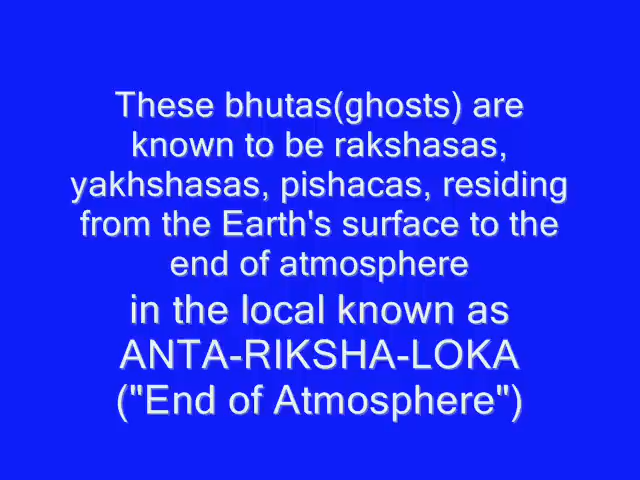 These bhutas(ghosts) are
known to be rakshasas,
yakhshasas, pishacas, residing
from the Earth's surface to the
end of atmosphere
in the local known as
ANTA-RIKSHA-LOKA
("End of Atmosphere")